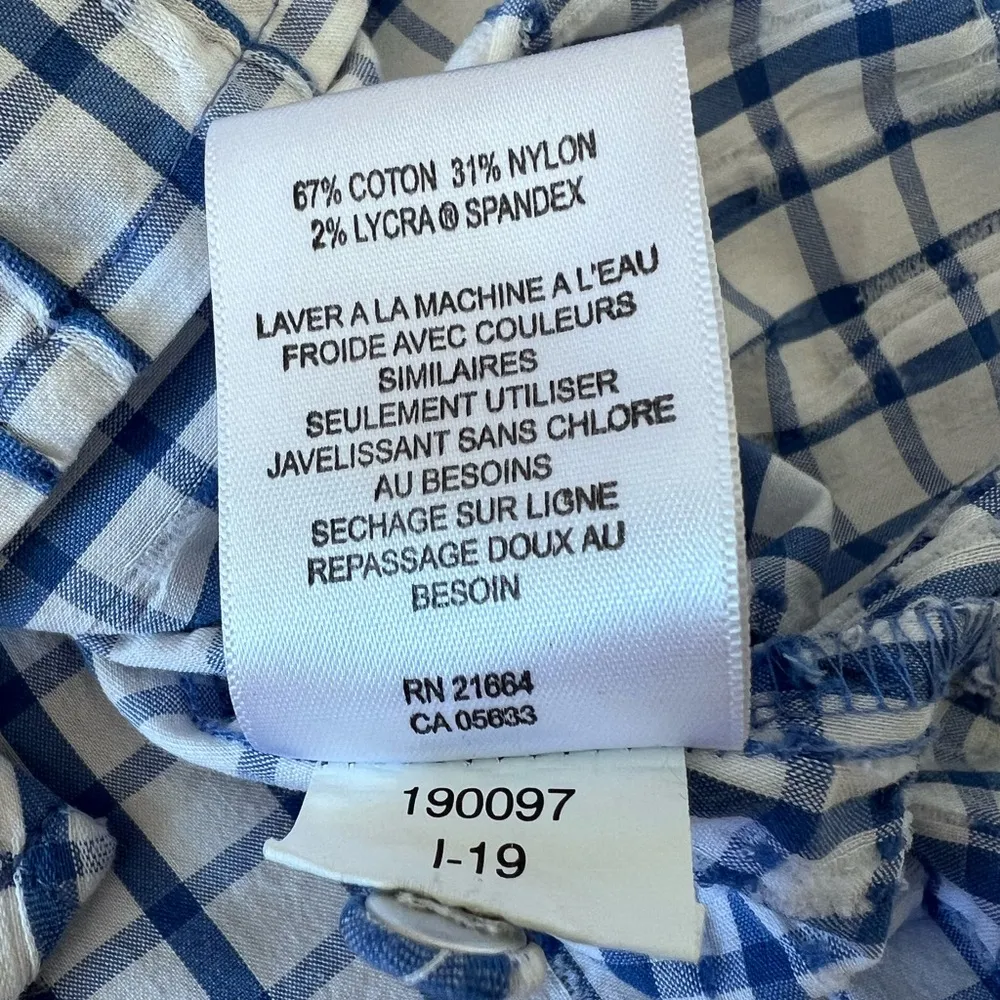 67% COTON 31% NYLON
2% LYCRA® SPANDEX
LAVER A LA MACHINE A L'EAU
FROIDE AVEC COULEURS
SIMILAIRES
SEULEMENT UTILISER
JAVELISSANT SANS CHLORE
AU BESOINS
SECHAGE SUR LIGNE
REPASSAGE DOUX AU
BESOIN
RN 21664
CA 05633
190097
I-19